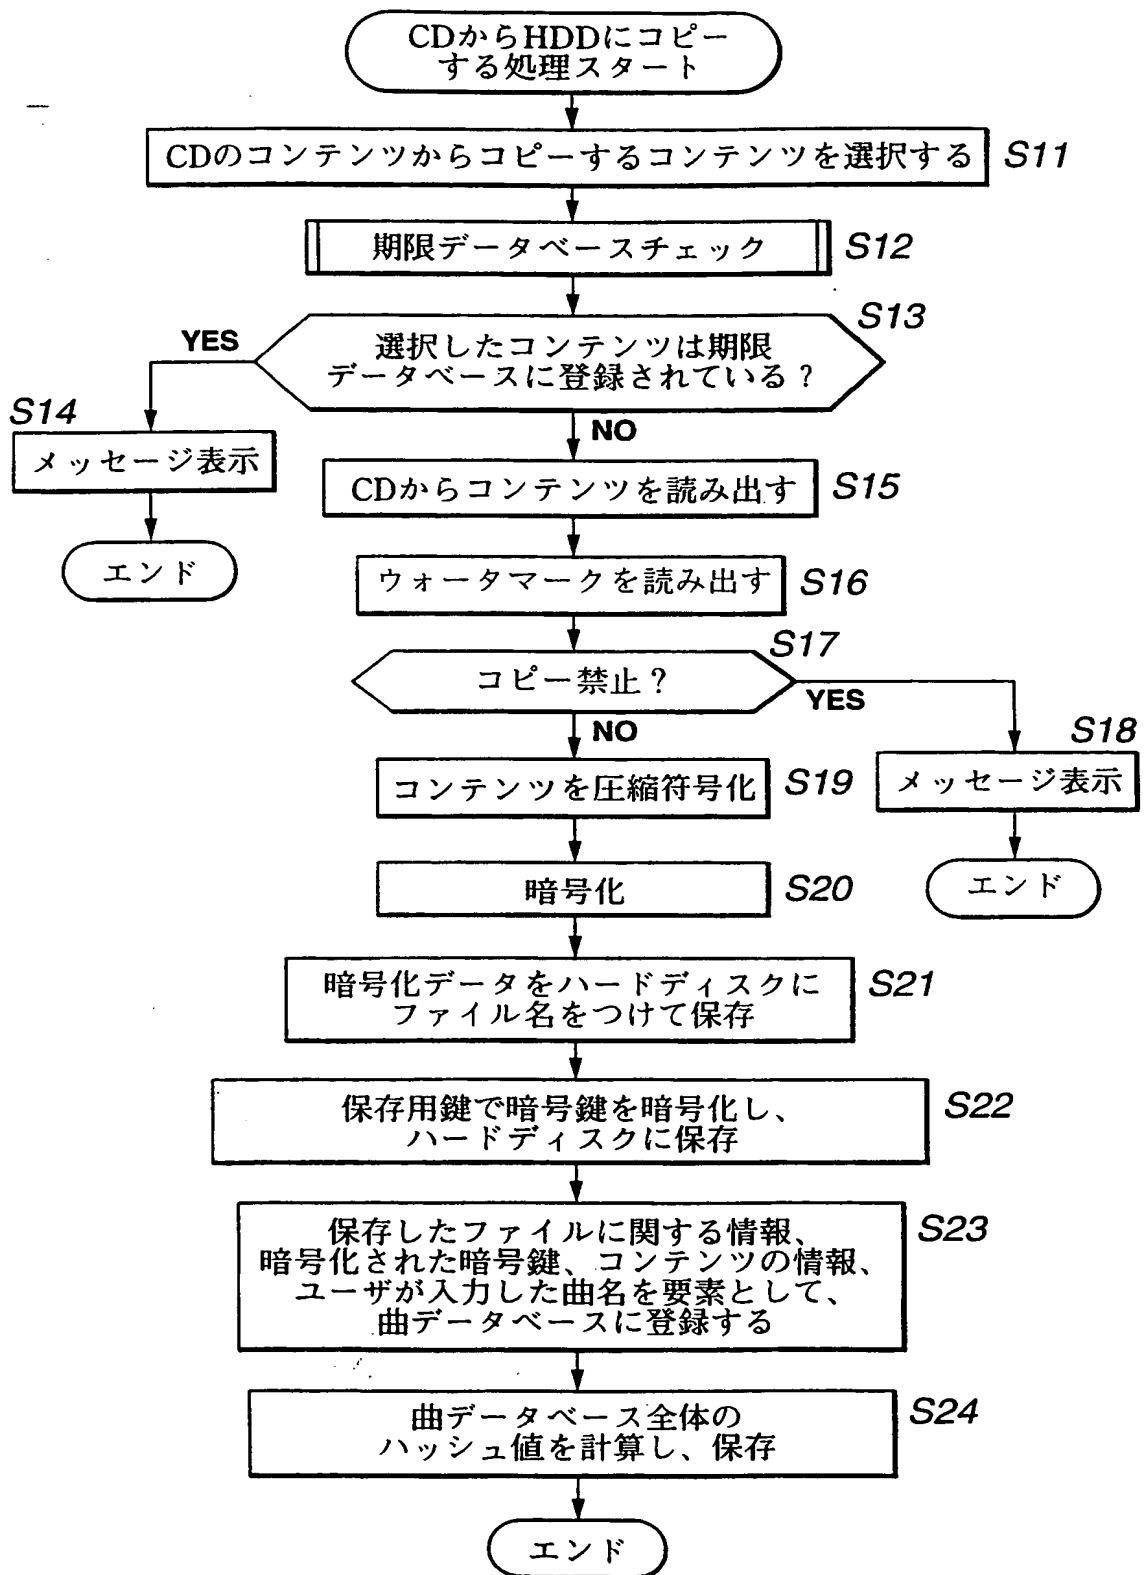 CDからHDDにコピー
する処理スタート
CDのコンテンツからコピーするコンテンツを選択する
S11
期限データベースチェック
S12
S13
選択したコンテンツは期限
データベースに登録されている？
YES
NO
S14
メッセージ表示
エンド
CDからコンテンツを読み出す
S15
ウォータマークを読み出す
S16
S17
コピー禁止？
YES
NO
S18
メッセージ表示
エンド
コンテンツを圧縮符号化
S19
暗号化
S20
暗号化データをハードディスクに
ファイル名をつけて保存
S21
保存用鍵で暗号鍵を暗号化し、
ハードディスクに保存
S22
保存したファイルに関する情報、
暗号化された暗号鍵、コンテンツの情報、
ユーザが入力した曲名を要素として、
曲データベースに登録する
S23
曲データベース全体の
ハッシュ値を計算し、保存
S24
エンド